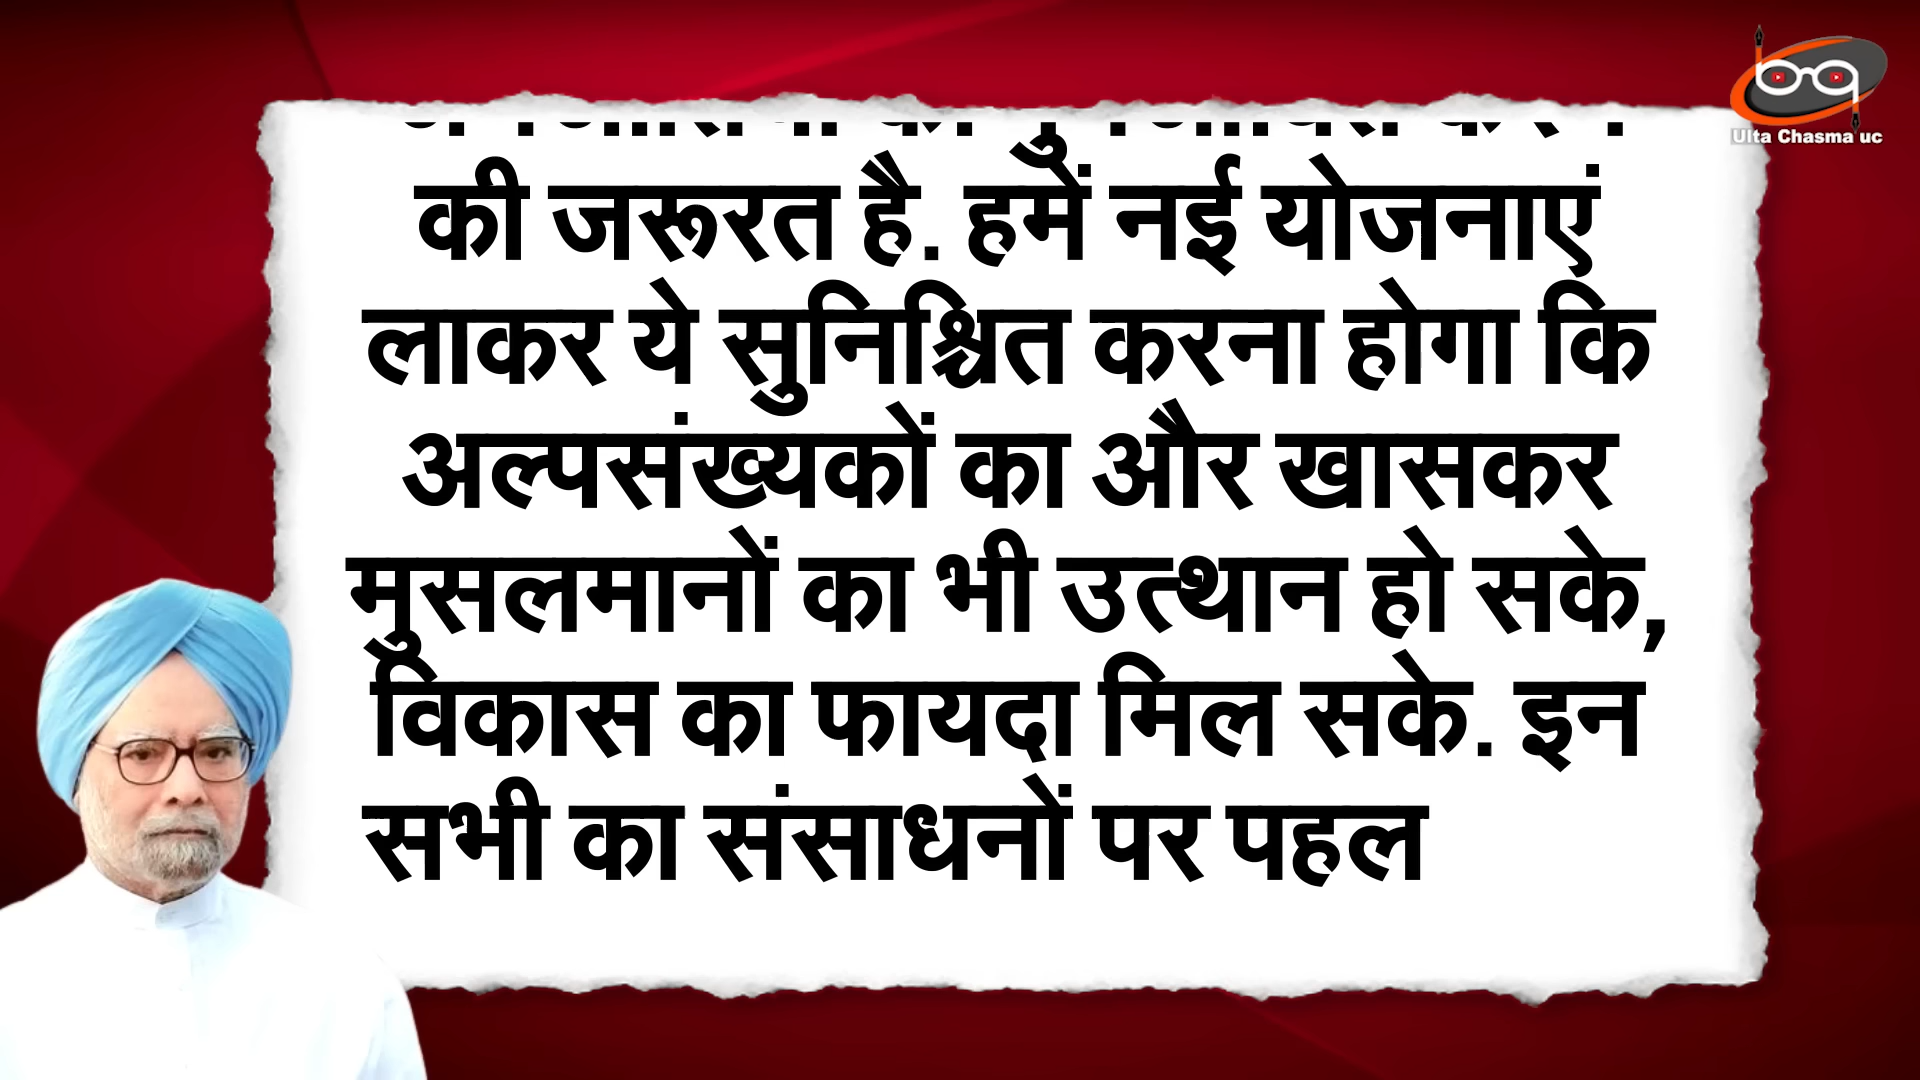 की जरूरत है. हमें नई योजनाएं
लाकर ये सुनिश्चित करना होगा कि
अल्पसंख्यकों का और खासकर
मुसलमानों का भी उत्थान हो सके,
विकास का फायदा मिल सके. इन
सभी का संसाधनों पर पहल
Ulta Chasma uc